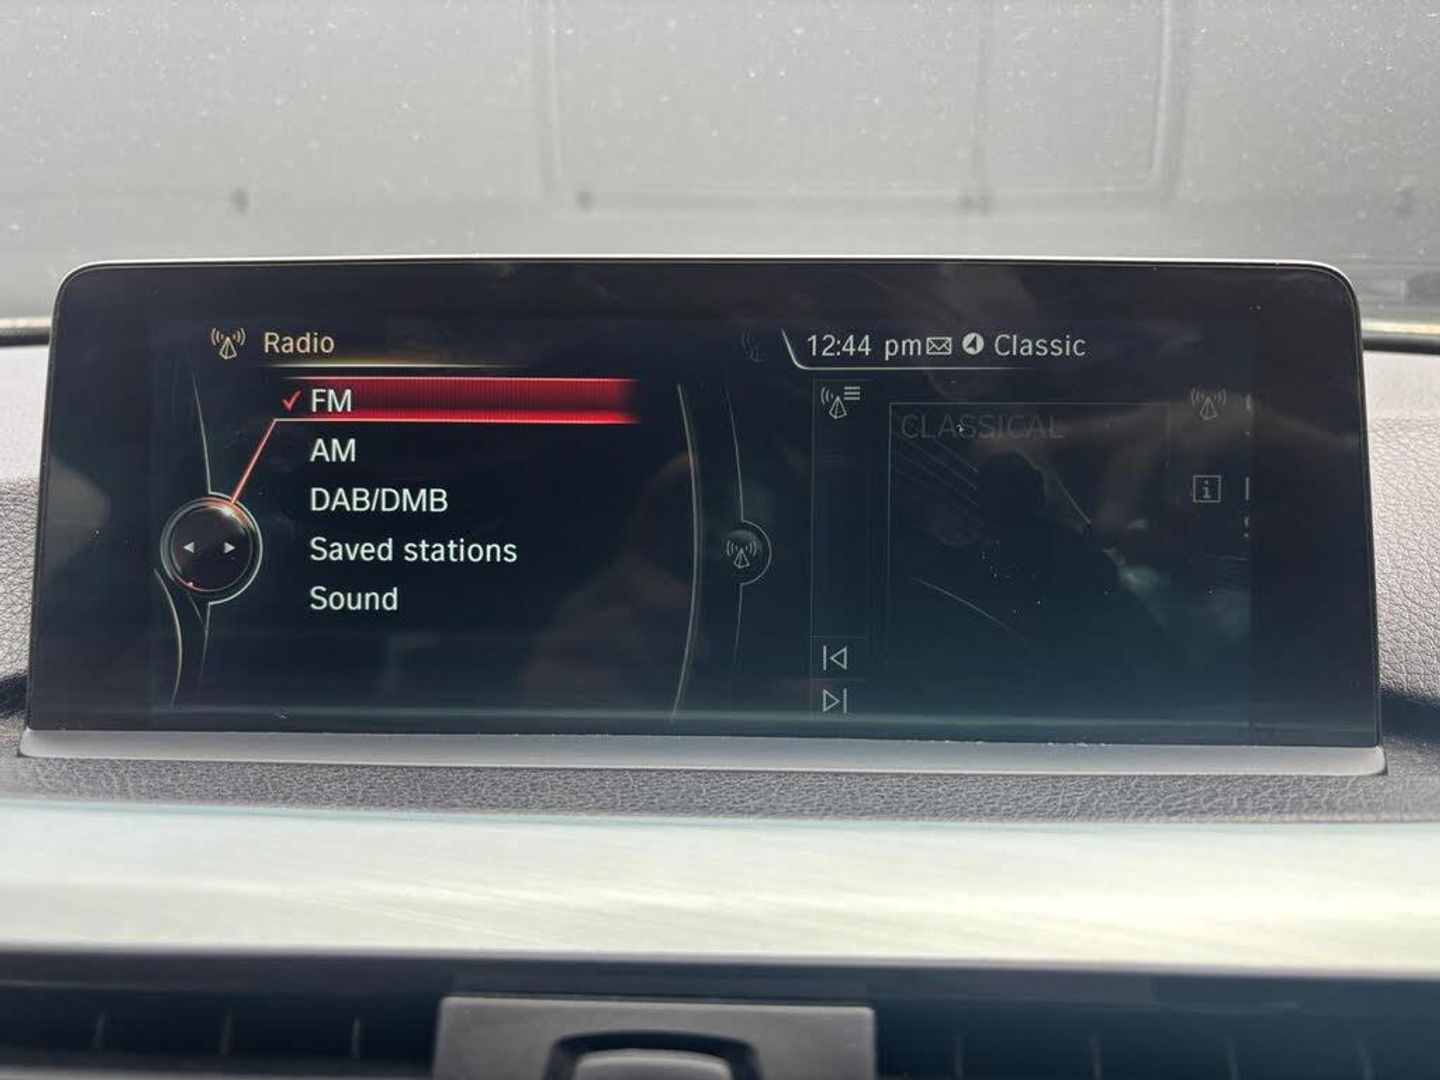 Radio
12:44 pm Classic
FM
AM
DAB/DMB
Saved stations
Sound
CLASSICAL